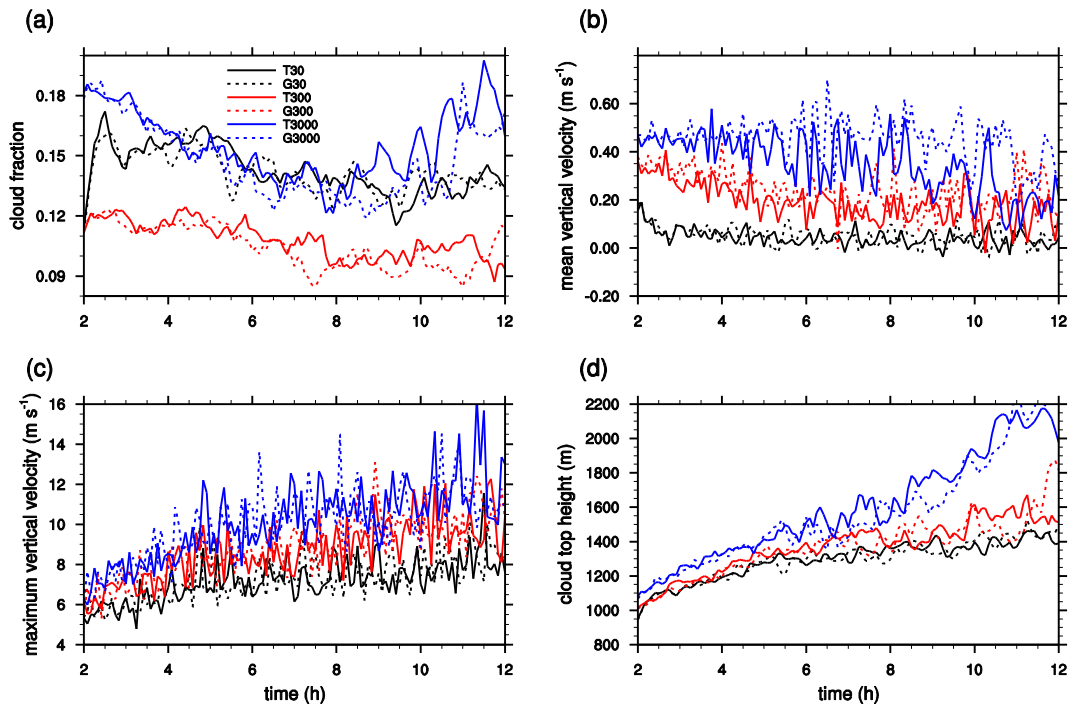 (a)
cloud fraction
0.18
0.15
0.12
0.09
T30
G30
T300
G300
T3000
G3000
2 4 6 8 10 12
(b)
mean vertical velocity (m s⁻¹)
0.60
0.40
0.20
0.00
-0.20
2 4 6 8 10 12
(c)
maximum vertical velocity (m s⁻¹)
16
14
12
10
8
6
4
2 4 6 8 10 12
time (h)
(d)
cloud top height (m)
2200
2000
1800
1600
1400
1200
1000
800
2 4 6 8 10 12
time (h)